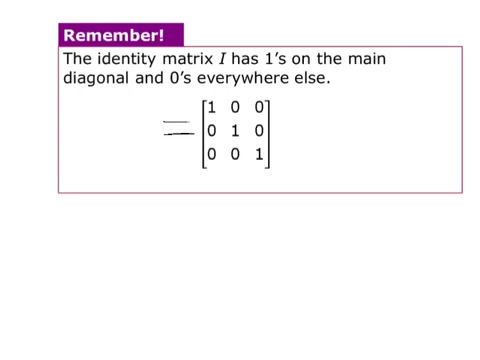 Remember!
The identity matrix I has 1's on the main
diagonal and 0's everywhere else.
= [1 0 0
0 1 0
0 0 1]